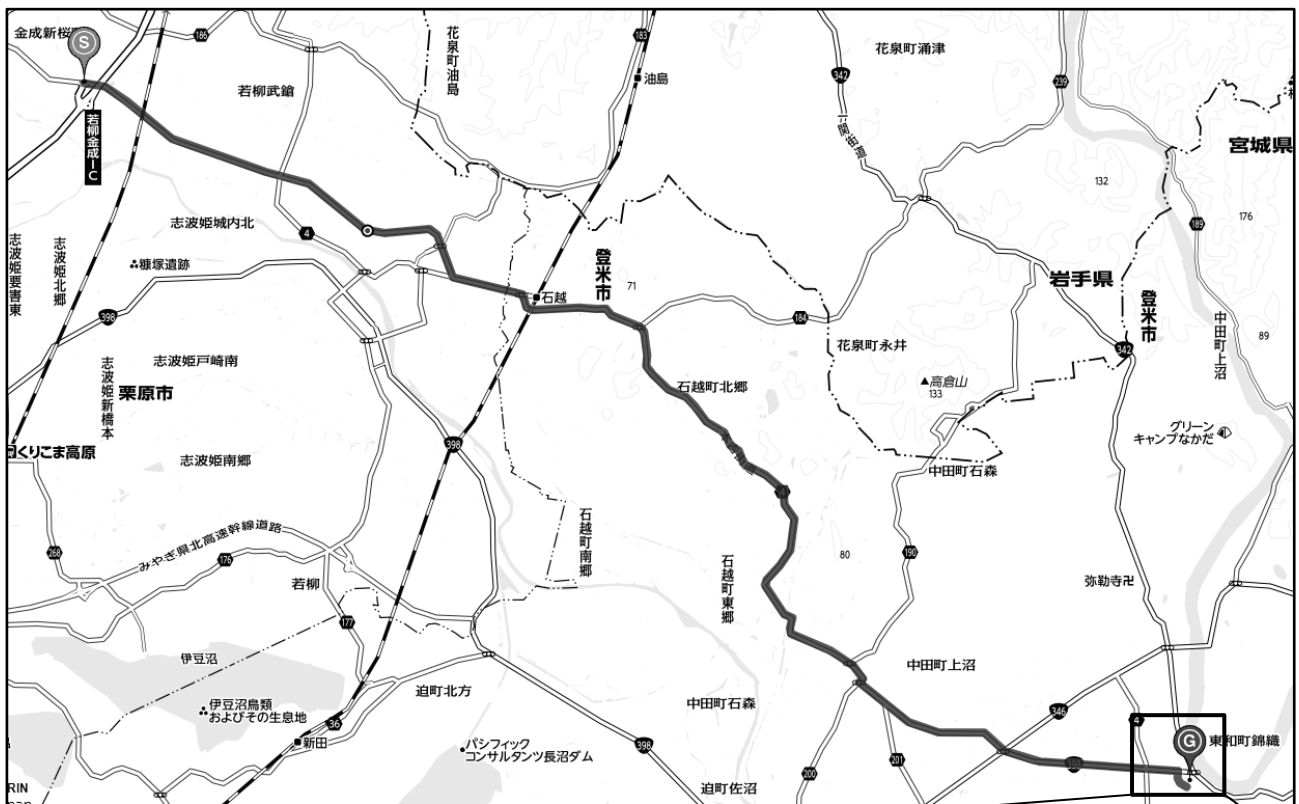 金成新桜
S
186
若柳武鎗
花泉町油島
183
油島
花泉町涌津
342
239
一関街道
宮城県
132
176
189
若柳金成IC
志波姫城内北
4
糠塚遺跡
志波姫要害東
志波姫北郷
398
石越
登米市
71
184
岩手県
登米市
342
中田町上沼
89
花泉町永井
高倉山
133
志波姫戸崎南
栗原市
志波姫新橋本
石越町北郷
グリーン
キャンプなかだ
くりこま高原
398
志波姫南郷
中田町石森
みやぎ県北高速幹線道路
268
176
石越町南郷
石越町東郷
80
190
若柳
弥勒寺
177
伊豆沼
伊豆沼鳥類
およびその生息地
迫町北方
中田町上沼
中田町石森
36
新田
パシフィック
コンサルタンツ長沼ダム
398
346
4
G
東和町錦織
200
201
迫町佐沼
RIN